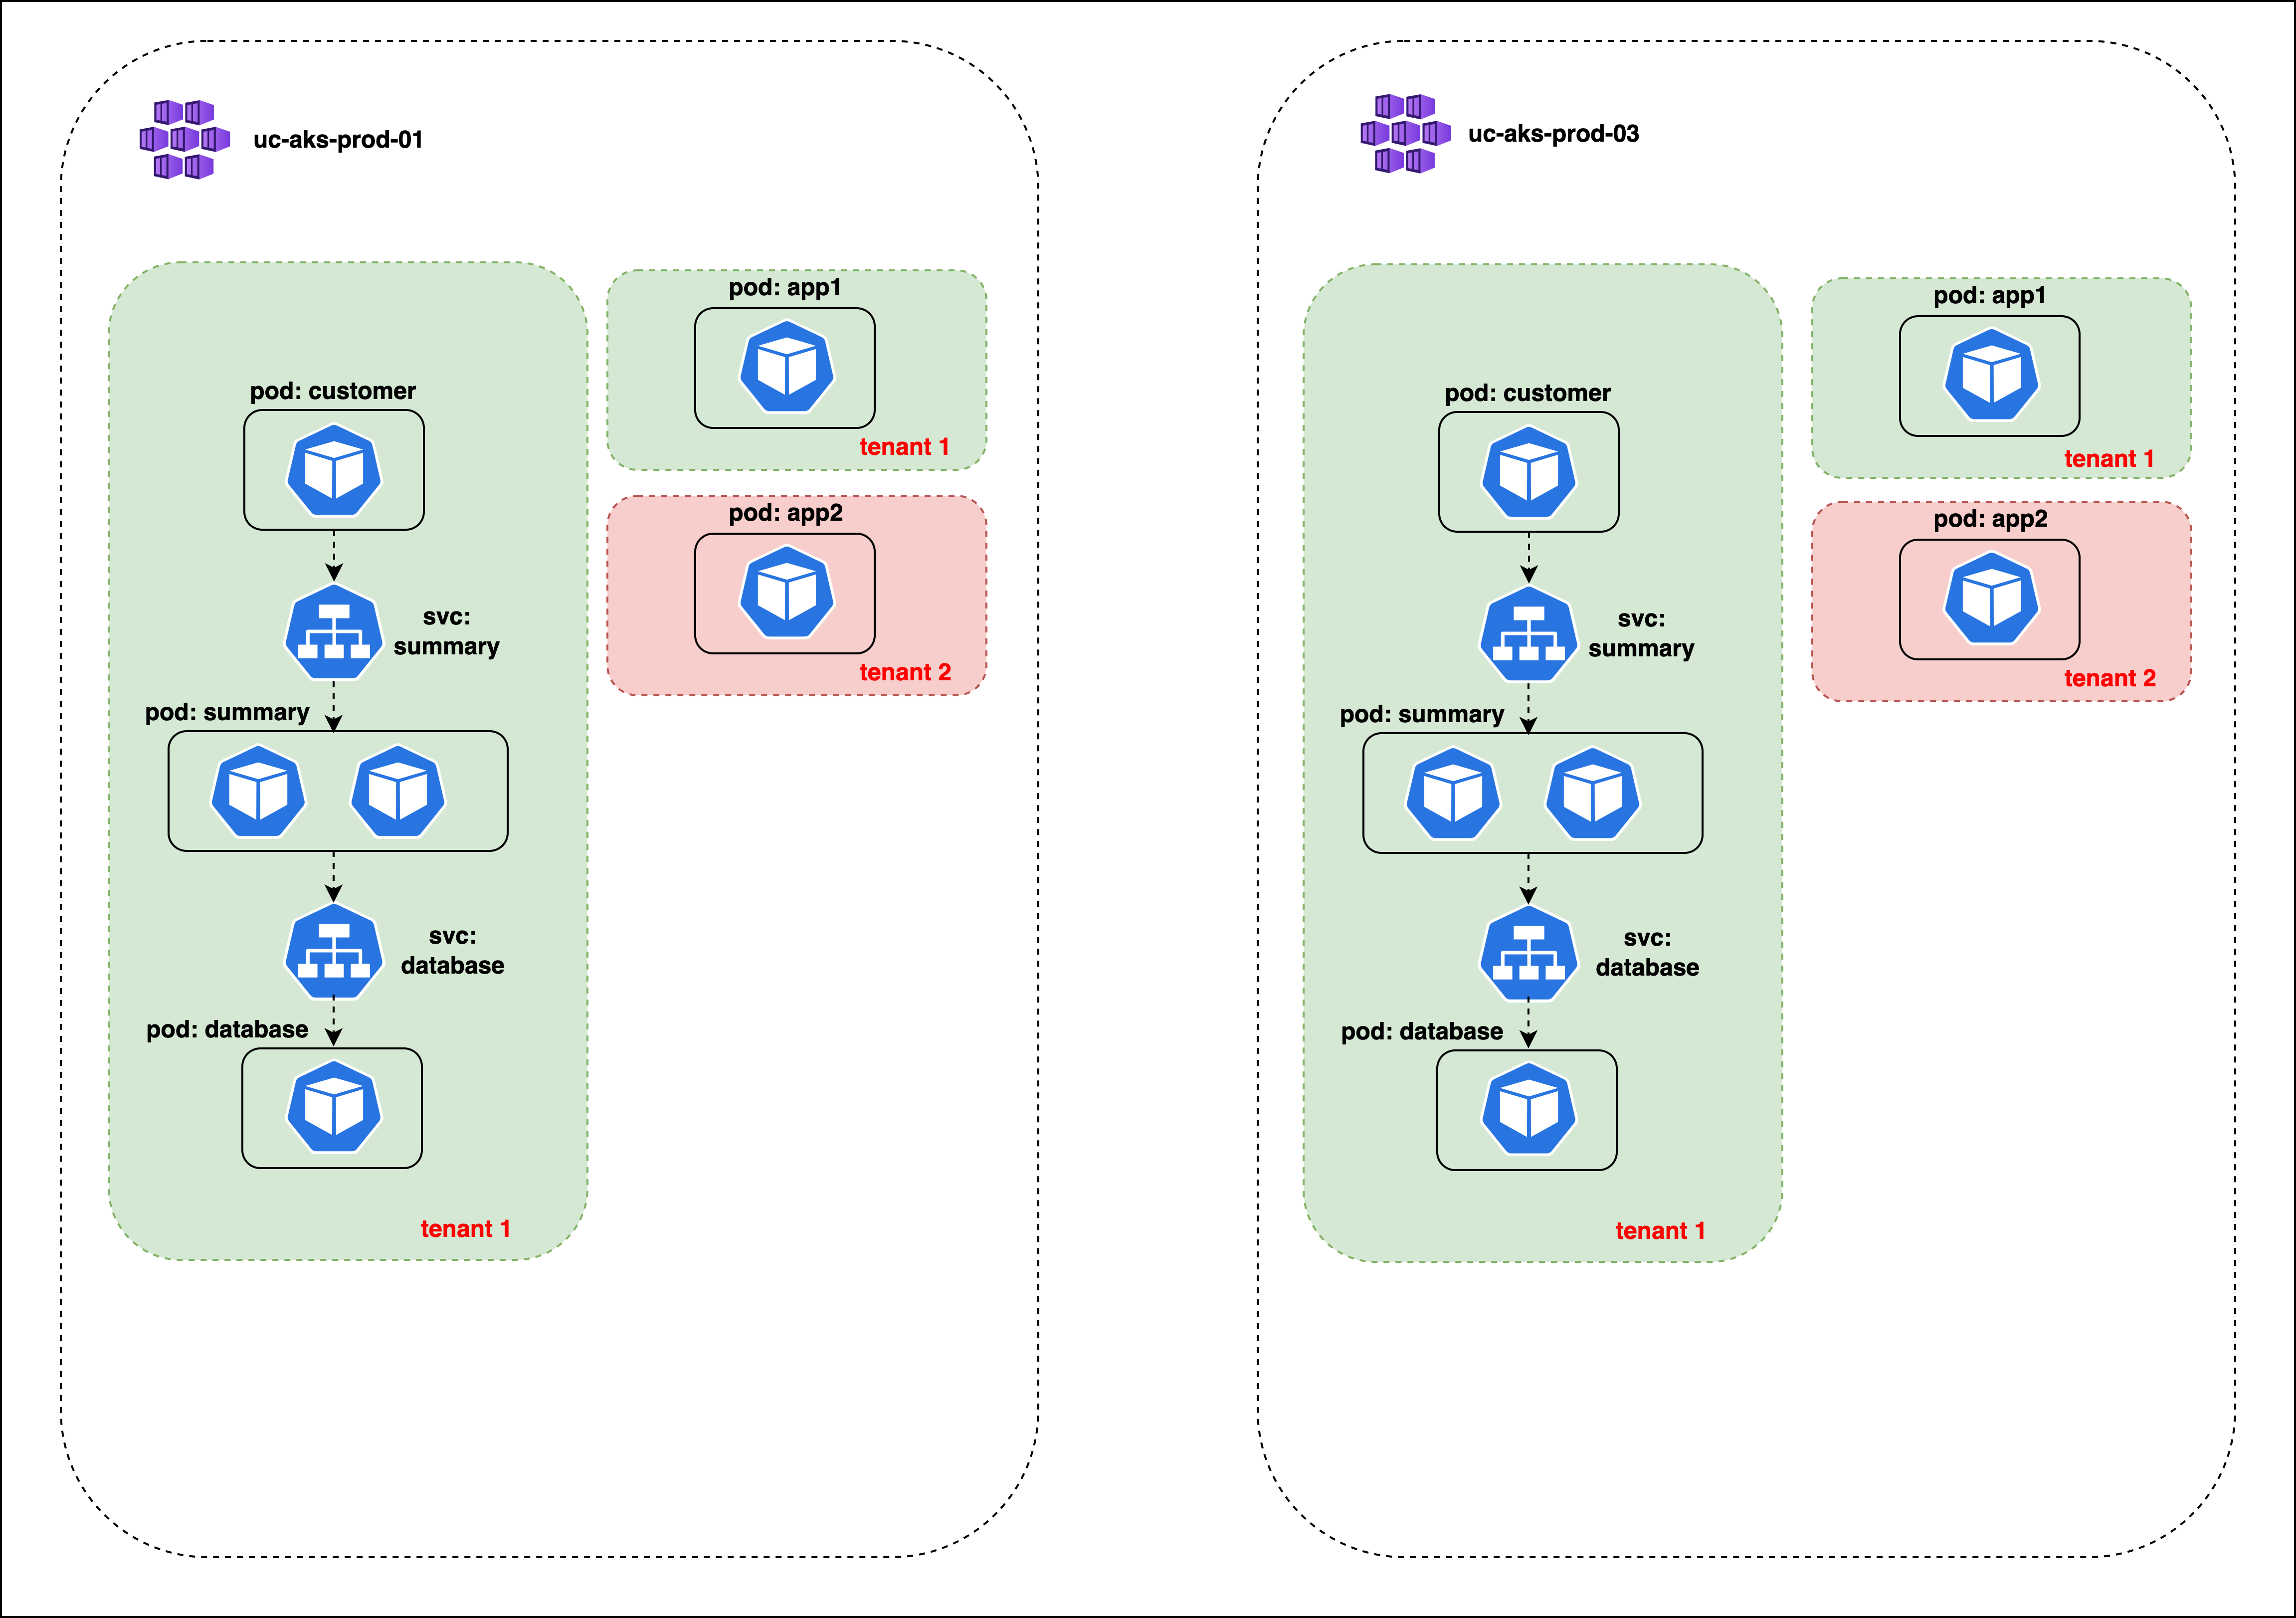 uc-aks-prod-01
pod: customer
svc:
summary
pod: summary
svc:
database
pod: database
tenant 1
pod: app1
tenant 1
pod: app2
tenant 2
uc-aks-prod-03
pod: customer
svc:
summary
pod: summary
svc:
database
pod: database
tenant 1
pod: app1
tenant 1
pod: app2
tenant 2